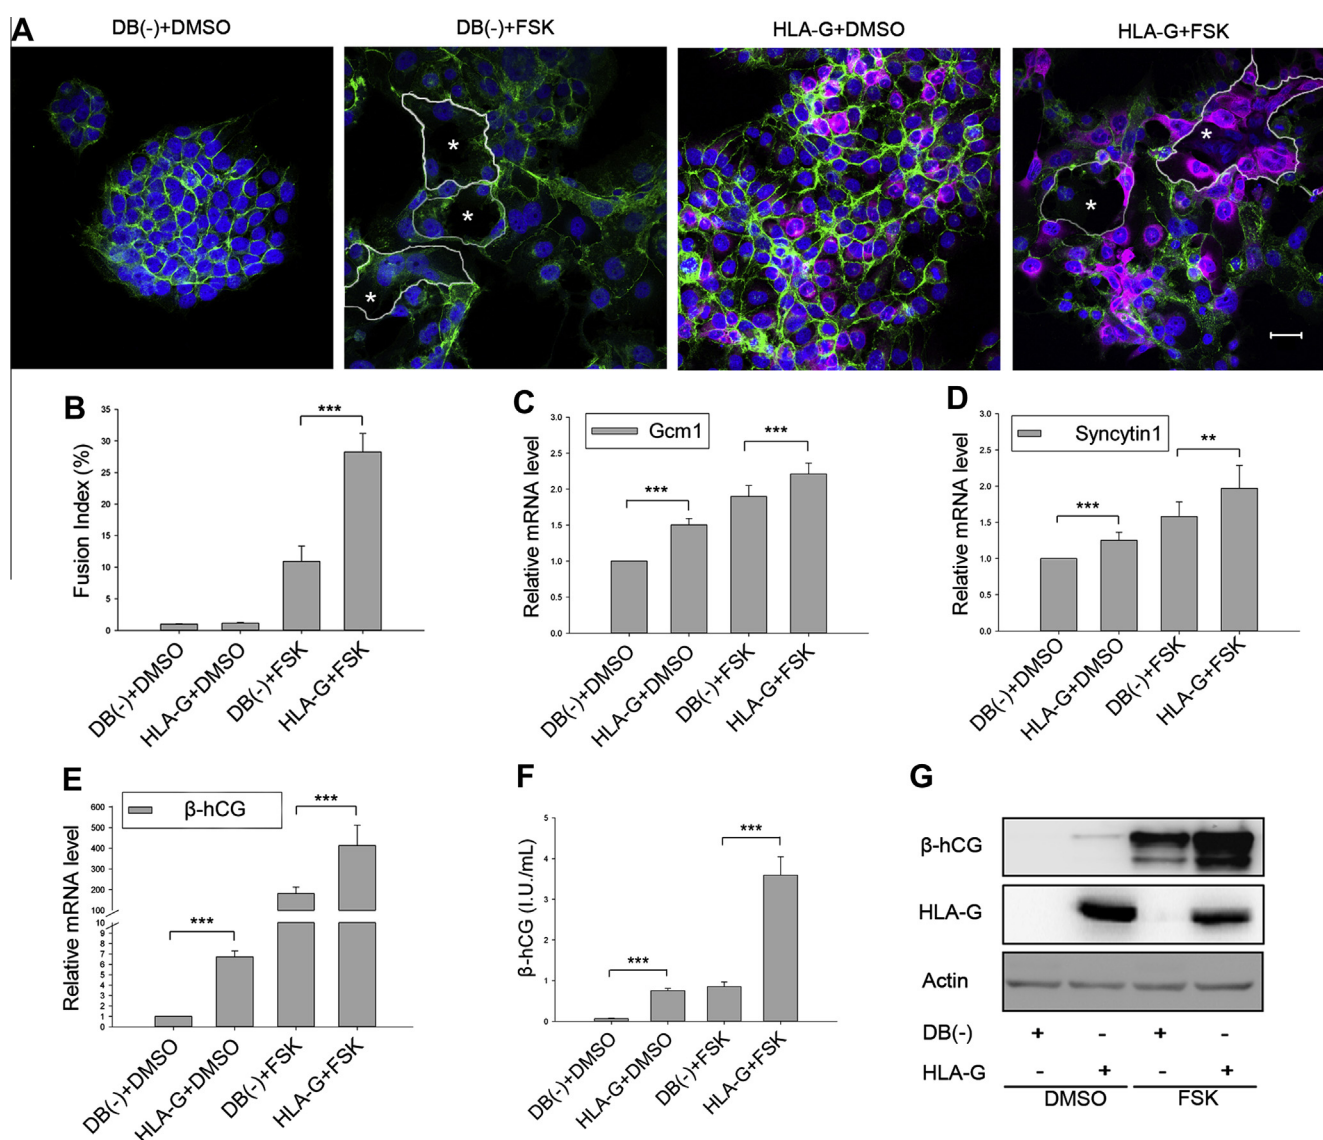 A
DB(-)+DMSO
DB(-)+FSK
HLA-G+DMSO
HLA-G+FSK
*
*
*
*
*
B
Fusion Index (%)
35
30
25
20
15
10
5
0
***
DB(-)+DMSO
HLA-G+DMSO
DB(-)+FSK
HLA-G+FSK
C
Relative mRNA level
3.0
2.5
2.0
1.5
1.0
0.5
0.0
Gcm1
***
***
DB(-)+DMSO
HLA-G+DMSO
DB(-)+FSK
HLA-G+FSK
D
Relative mRNA level
3.0
2.5
2.0
1.5
1.0
0.5
0.0
Syncytin1
***
**
DB(-)+DMSO
HLA-G+DMSO
DB(-)+FSK
HLA-G+FSK
E
Relative mRNA level
600
500
400
300
200
100
10
9
8
7
6
5
4
3
2
1
0
β-hCG
***
***
DB(-)+DMSO
HLA-G+DMSO
DB(-)+FSK
HLA-G+FSK
F
β-hCG (I.U./mL)
5
4
3
2
1
0
***
***
DB(-)+DMSO
HLA-G+DMSO
DB(-)+FSK
HLA-G+FSK
G
β-hCG
HLA-G
Actin
DB(-) + - + -
HLA-G - + - +
DMSO FSK